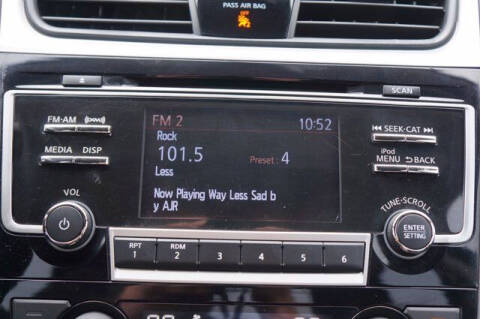 PASS AIR BAG
OFF
SCAN
FM·AM
MEDIA DISP
VOL
FM 2 10:52
Rock
101.5 Preset: 4
Less
Now Playing Way Less Sad b
y AJR
SEEK·CAT
iPod
MENU BACK
TUNE·SCROLL
ENTER
SETTING
RPT RDM
1 2 3 4 5 6